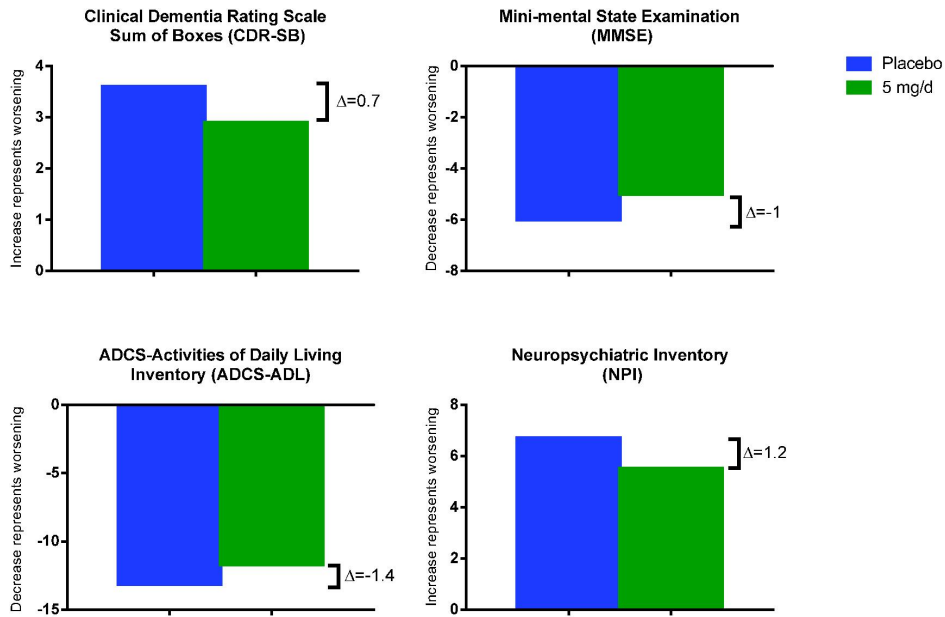 Clinical Dementia Rating Scale
Sum of Boxes (CDR-SB)
Increase represents worsening
4
3
2
1
0
Δ=0.7
Mini-mental State Examination
(MMSE)
Decrease represents worsening
0
-2
-4
-6
-8
Δ=-1
Placebo
5 mg/d
ADCS-Activities of Daily Living
Inventory (ADCS-ADL)
Decrease represents worsening
0
-5
-10
-15
Δ=-1.4
Neuropsychiatric Inventory
(NPI)
Increase represents worsening
8
6
4
2
0
Δ=1.2